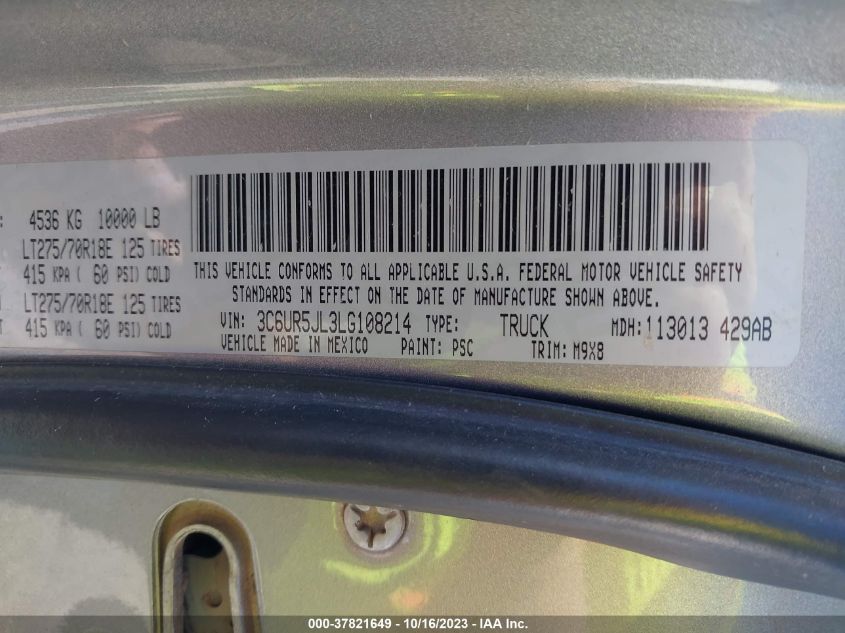 : 4536 KG 10000 LB
LT275/70R18E 125 TIRES
415 KPA ( 60 PSI) COLD
LT275/70R18E 125 TIRES
415 KPA ( 60 PSI) COLD
THIS VEHICLE CONFORMS TO ALL APPLICABLE U.S.A. FEDERAL MOTOR VEHICLE SAFETY
STANDARDS IN EFFECT ON THE DATE OF MANUFACTURE SHOWN ABOVE.
VIN: 3C6UR5JL3LG108214 TYPE: TRUCK MDH: 113013 429AB
VEHICLE MADE IN MEXICO PAINT: PSC TRIM: M9X8
000-37821649 - 10/16/2023 - IAA Inc.